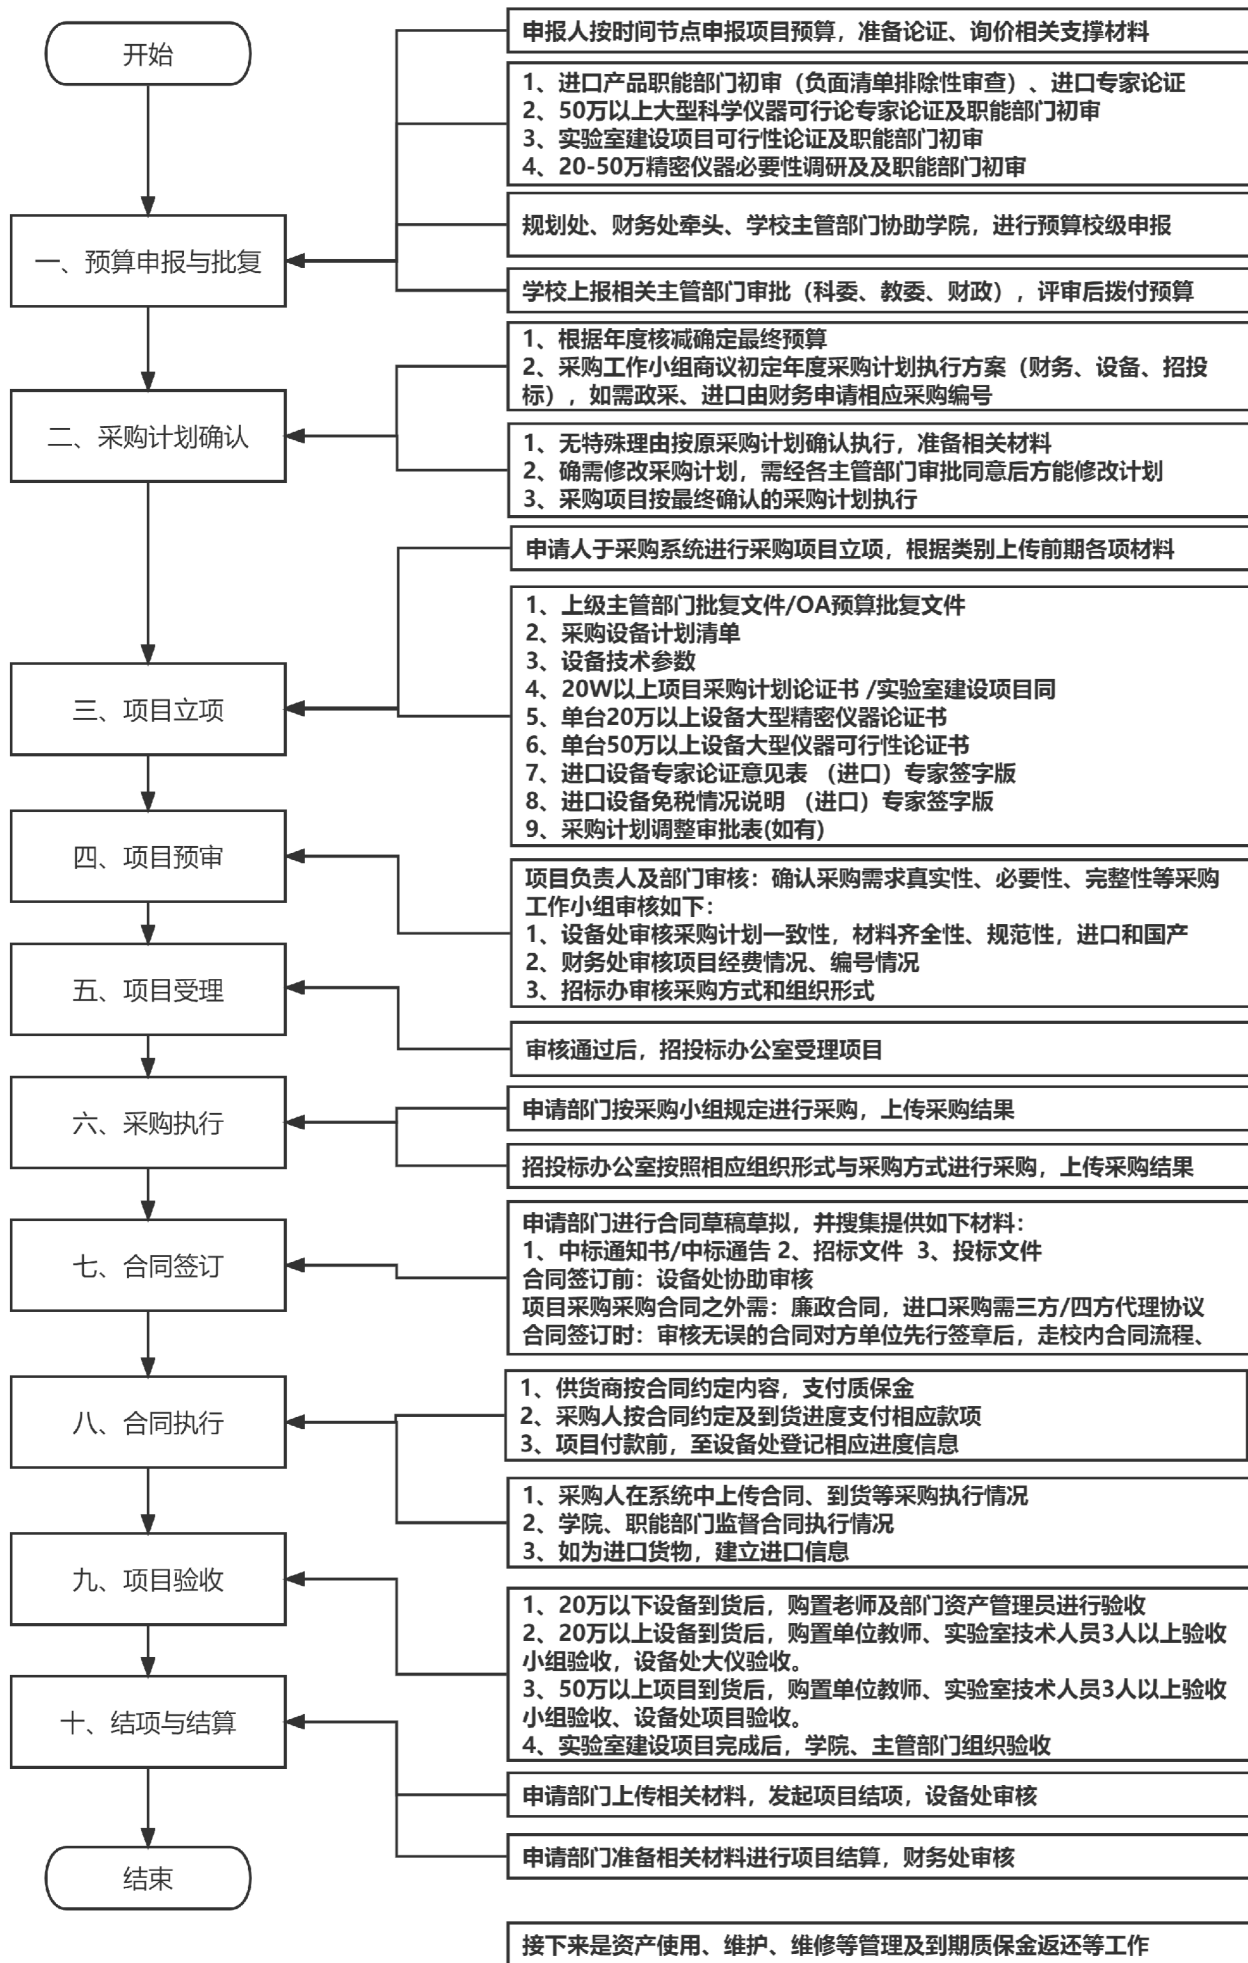 开始
申报人按时间节点申报项目预算，准备论证、询价相关支撑材料
1、进口产品职能部门初审（负面清单排除性审查）、进口专家论证
2、50万以上大型科学仪器可行论专家论证及职能部门初审
3、实验室建设项目可行性论证及职能部门初审
4、20-50万精密仪器必要性调研及及职能部门初审
规划处、财务处牵头、学校主管部门协助学院，进行预算校级申报
一、预算申报与批复
学校上报相关主管部门审批（科委、教委、财政），评审后拨付预算
1、根据年度核减确定最终预算
2、采购工作小组商议初定年度采购计划执行方案（财务、设备、招投
标），如需政采、进口由财务申请相应采购编号
二、采购计划确认
1、无特殊理由按原采购计划确认执行，准备相关材料
2、确需修改采购计划，需经各主管部门审批同意后方能修改计划
3、采购项目按最终确认的采购计划执行
申请人于采购系统进行采购项目立项，根据类别上传前期各项材料
1、上级主管部门批复文件/OA预算批复文件
2、采购设备计划清单
3、设备技术参数
4、20W以上项目采购计划论证书 /实验室建设项目同
5、单台20万以上设备大型精密仪器论证书
6、单台50万以上设备大型仪器可行性论证书
7、进口设备专家论证意见表 （进口）专家签字版
8、进口设备免税情况说明 （进口）专家签字版
9、采购计划调整审批表(如有)
三、项目立项
四、项目预审
项目负责人及部门审核：确认采购需求真实性、必要性、完整性等采购
工作小组审核如下：
1、设备处审核采购计划一致性，材料齐全性、规范性，进口和国产
2、财务处审核项目经费情况、编号情况
3、招标办审核采购方式和组织形式
五、项目受理
审核通过后，招投标办公室受理项目
六、采购执行
申请部门按采购小组规定进行采购，上传采购结果
招投标办公室按照相应组织形式与采购方式进行采购，上传采购结果
七、合同签订
申请部门进行合同草稿草拟，并搜集提供如下材料：
1、中标通知书/中标通告 2、招标文件  3、投标文件
合同签订前：设备处协助审核
项目采购采购合同之外需：廉政合同，进口采购需三方/四方代理协议
合同签订时：审核无误的合同对方单位先行签章后，走校内合同流程、
八、合同执行
1、供货商按合同约定内容，支付质保金
2、采购人按合同约定及到货进度支付相应款项
3、项目付款前，至设备处登记相应进度信息
1、采购人在系统中上传合同、到货等采购执行情况
2、学院、职能部门监督合同执行情况
3、如为进口货物，建立进口信息
九、项目验收
1、20万以下设备到货后，购置老师及部门资产管理员进行验收
2、20万以上设备到货后，购置单位教师、实验室技术人员3人以上验收
小组验收，设备处大仪验收。
3、50万以上项目到货后，购置单位教师、实验室技术人员3人以上验收
小组验收、设备处项目验收。
4、实验室建设项目完成后，学院、主管部门组织验收
十、结项与结算
申请部门上传相关材料，发起项目结项，设备处审核
申请部门准备相关材料进行项目结算，财务处审核
结束
接下来是资产使用、维护、维修等管理及到期质保金返还等工作